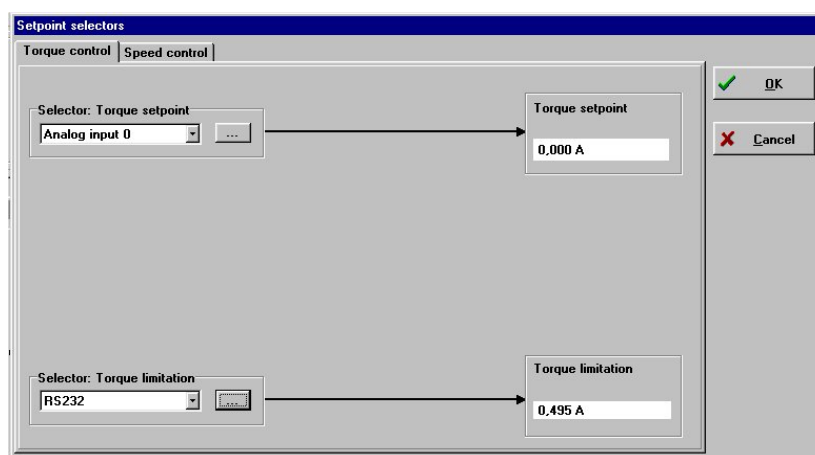 Setpoint selectors
Torque control
Speed control
Selector: Torque setpoint
Analog input 0
...
Torque setpoint
0,000 A
OK
Cancel
Selector: Torque limitation
RS232
...
Torque limitation
0,495 A